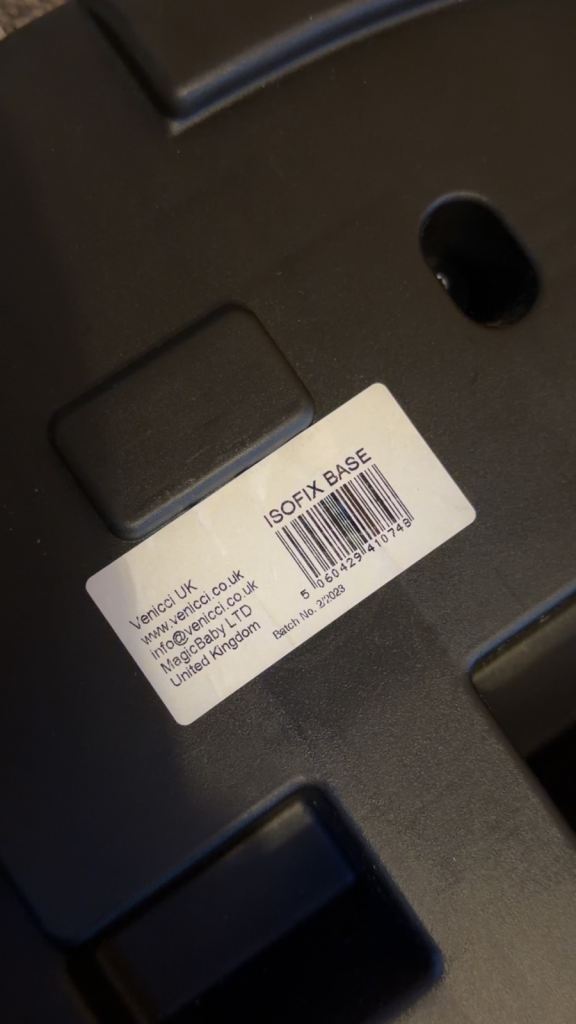 Venicci UK
www.venicci.co.uk
info@venicci.co.uk
MagicBaby LTD
United Kingdom
ISOFIX BASE
5 060429 410748
Batch No. 2/2023